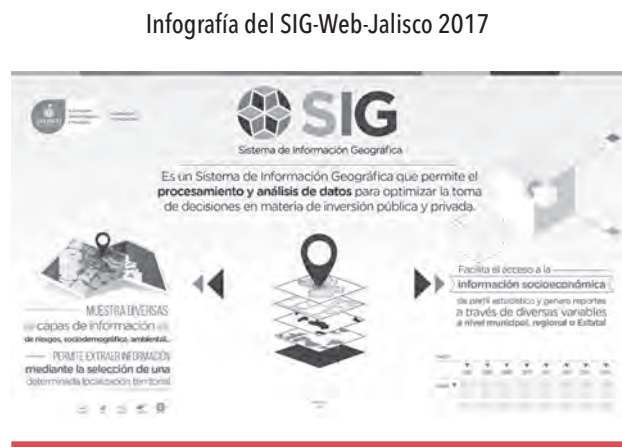 Infografía del SIG-Web-Jalisco 2017
JALISCO
SIG
Sistema de Información Geográfica
Es un Sistema de Información Geográfica que permite el
procesamiento y análisis de datos para optimizar la toma
de decisiones en materia de inversión pública y privada.
MUESTRA DIVERSAS
capas de información
de riesgos, sociodemográfica, ambiental...
PERMITE EXTRAER INFORMACIÓN
mediante la selección de una
determinada localización territorial
Facilita el acceso a la
información socioeconómica
de perfil estadístico y genera reportes
a través de diversas variables
a nivel municipal, regional o Estatal